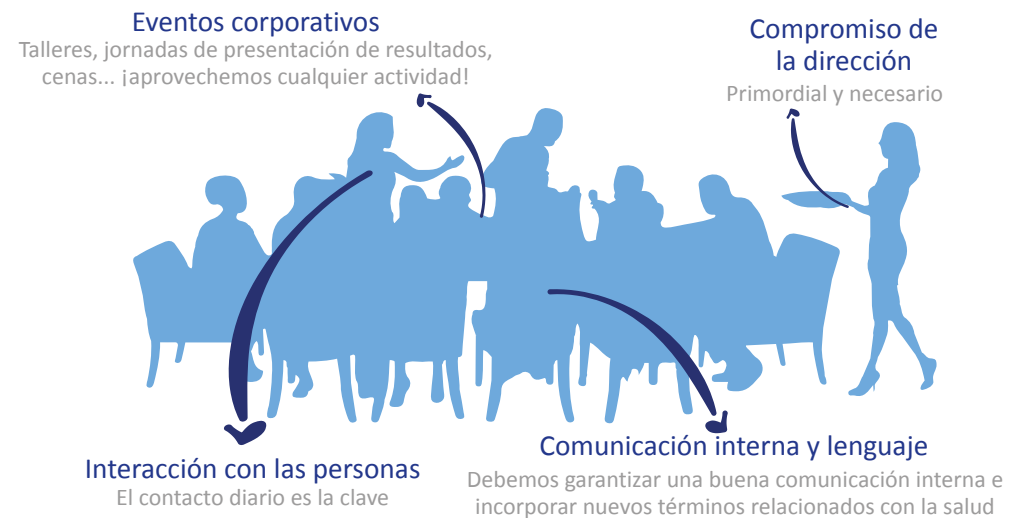 Eventos corporativos
Talleres, jornadas de presentación de resultados,
cenas... ¡aprovechemos cualquier actividad!
Compromiso de
la dirección
Primordial y necesario
Interacción con las personas
El contacto diario es la clave
Comunicación interna y lenguaje
Debemos garantizar una buena comunicación interna e
incorporar nuevos términos relacionados con la salud